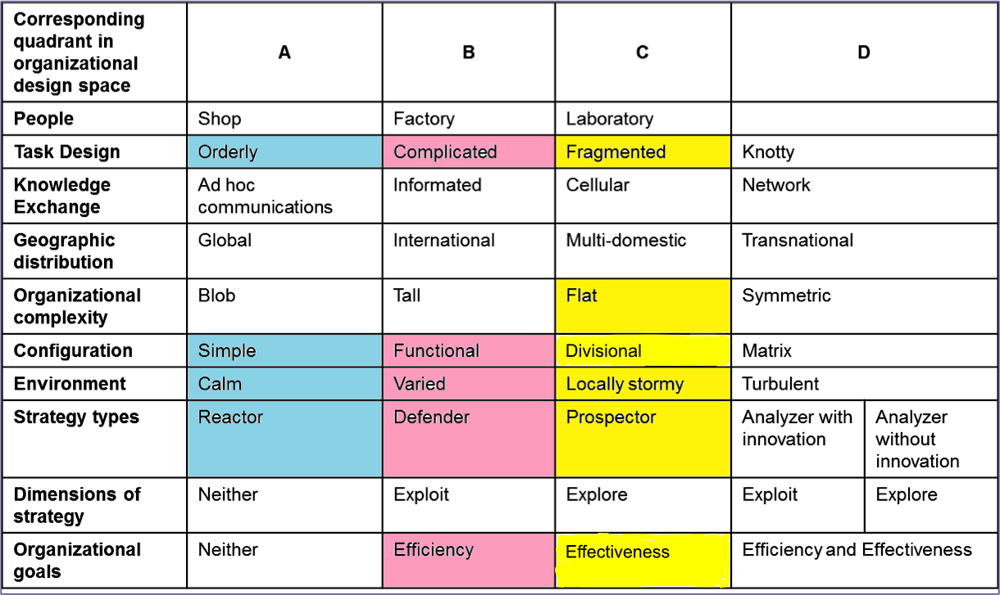 Corresponding
quadrant in
organizational
design space
A
B
C
D
People
Shop
Factory
Laboratory
Task Design
Orderly
Complicated
Fragmented
Knotty
Knowledge
Exchange
Ad hoc
communications
Informated
Cellular
Network
Geographic
distribution
Global
International
Multi-domestic
Transnational
Organizational
complexity
Blob
Tall
Flat
Symmetric
Configuration
Simple
Functional
Divisional
Matrix
Environment
Calm
Varied
Locally stormy
Turbulent
Strategy types
Reactor
Defender
Prospector
Analyzer with
innovation
Analyzer
without
innovation
Dimensions of
strategy
Neither
Exploit
Explore
Exploit
Explore
Organizational
goals
Neither
Efficiency
Effectiveness
Efficiency and Effectiveness